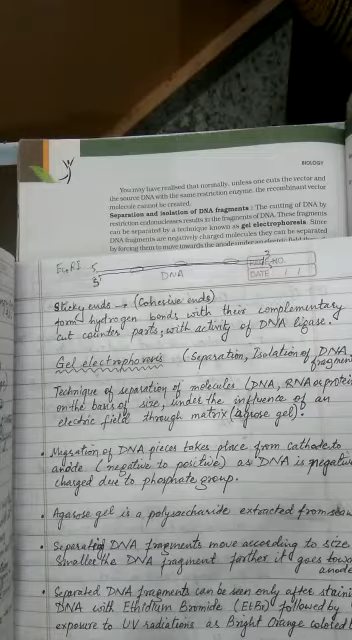 BIOLOGY
You may have realised that normally, unless one cuts the vector and
the source DNA with the same restriction enzyme, the recombinant vector
molecule cannot be created.
Separation and isolation of DNA fragments : The cutting of DNA by
restriction endonucleases results in the fragments of DNA. These fragments
can be separated by a technique known as gel electrophoresis. Since
DNA fragments are negatively charged molecules they can be separated
by forcing them to move towards the anode under an electric field
EcoRI 5
3
DNA
PAGE NO.
DATE / /
Sticky ends → (Cohesive ends)
form hydrogen bonds with their complementary
cut counter parts, with activity of DNA ligase.
Gel electrophoresis (Separation, Isolation of DNA
fragment
Technique of separation of molecules (DNA, RNA or protein
on the basis of size, under the influence of an
electric field through matrix (agrose gel).
• Migration of DNA pieces takes place from cathode to
anode (negative to positive) as DNA is negative
charged due to phosphate group.
• Agarose gel is a polysaccharide extracted from sea
• Separated DNA fragments move according to size
Smaller the DNA fragment farther it goes towa
anode
• Separated DNA fragments can be seen only after staini
DNA with Ethidium Bromide (EtBr) followed by
exposure to UV radiations as Bright Orange colored